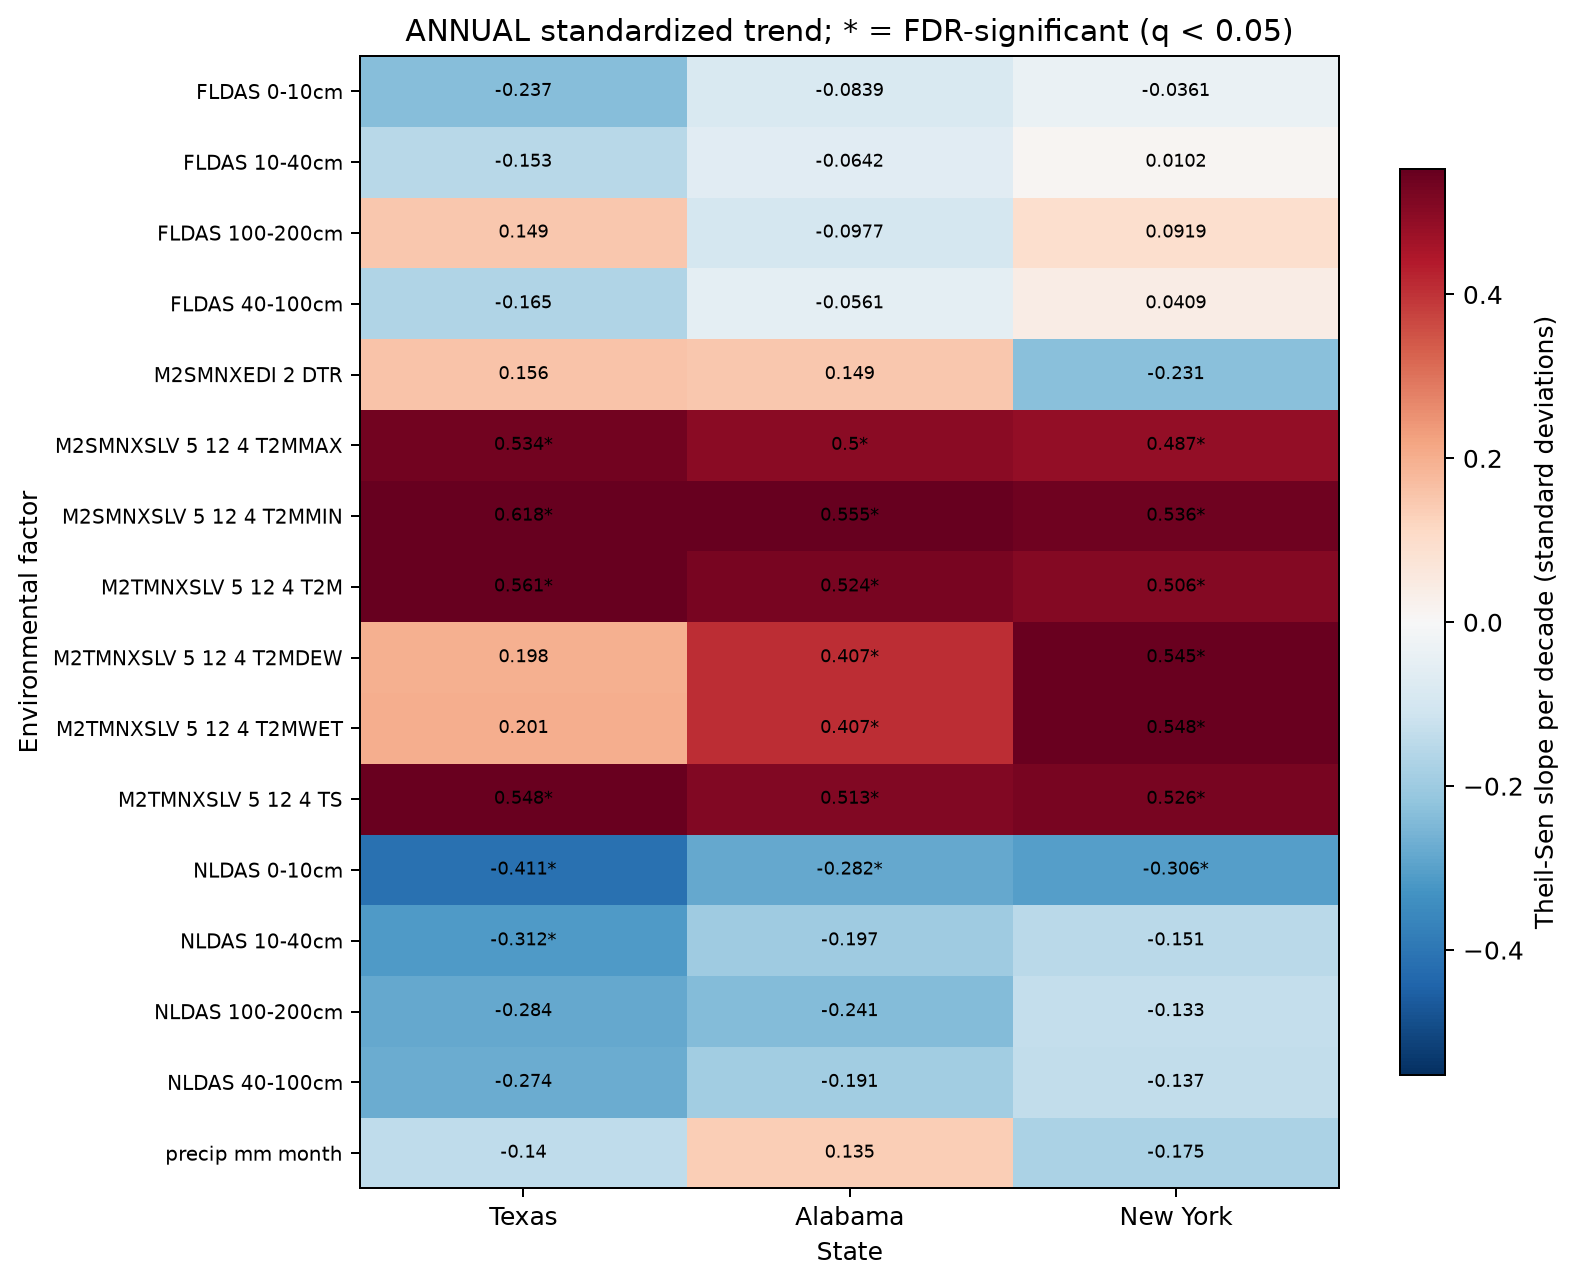 ANNUAL standardized trend; * = FDR-significant (q < 0.05)
FLDAS 0-10cm -0.237 -0.0839 -0.0361
FLDAS 10-40cm -0.153 -0.0642 0.0102
FLDAS 100-200cm 0.149 -0.0977 0.0919
FLDAS 40-100cm -0.165 -0.0561 0.0409
M2SMNXEDI 2 DTR 0.156 0.149 -0.231
M2SMNXSLV 5 12 4 T2MMAX 0.534* 0.5* 0.487*
M2SMNXSLV 5 12 4 T2MMIN 0.618* 0.555* 0.536*
M2TMNXSLV 5 12 4 T2M 0.561* 0.524* 0.506*
M2TMNXSLV 5 12 4 T2MDEW 0.198 0.407* 0.545*
M2TMNXSLV 5 12 4 T2MWET 0.201 0.407* 0.548*
M2TMNXSLV 5 12 4 TS 0.548* 0.513* 0.526*
NLDAS 0-10cm -0.411* -0.282* -0.306*
NLDAS 10-40cm -0.312* -0.197 -0.151
NLDAS 100-200cm -0.284 -0.241 -0.133
NLDAS 40-100cm -0.274 -0.191 -0.137
precip mm month -0.14 0.135 -0.175
Texas Alabama New York
State
Environmental factor
0.4
0.2
0.0
−0.2
−0.4
Theil-Sen slope per decade (standard deviations)